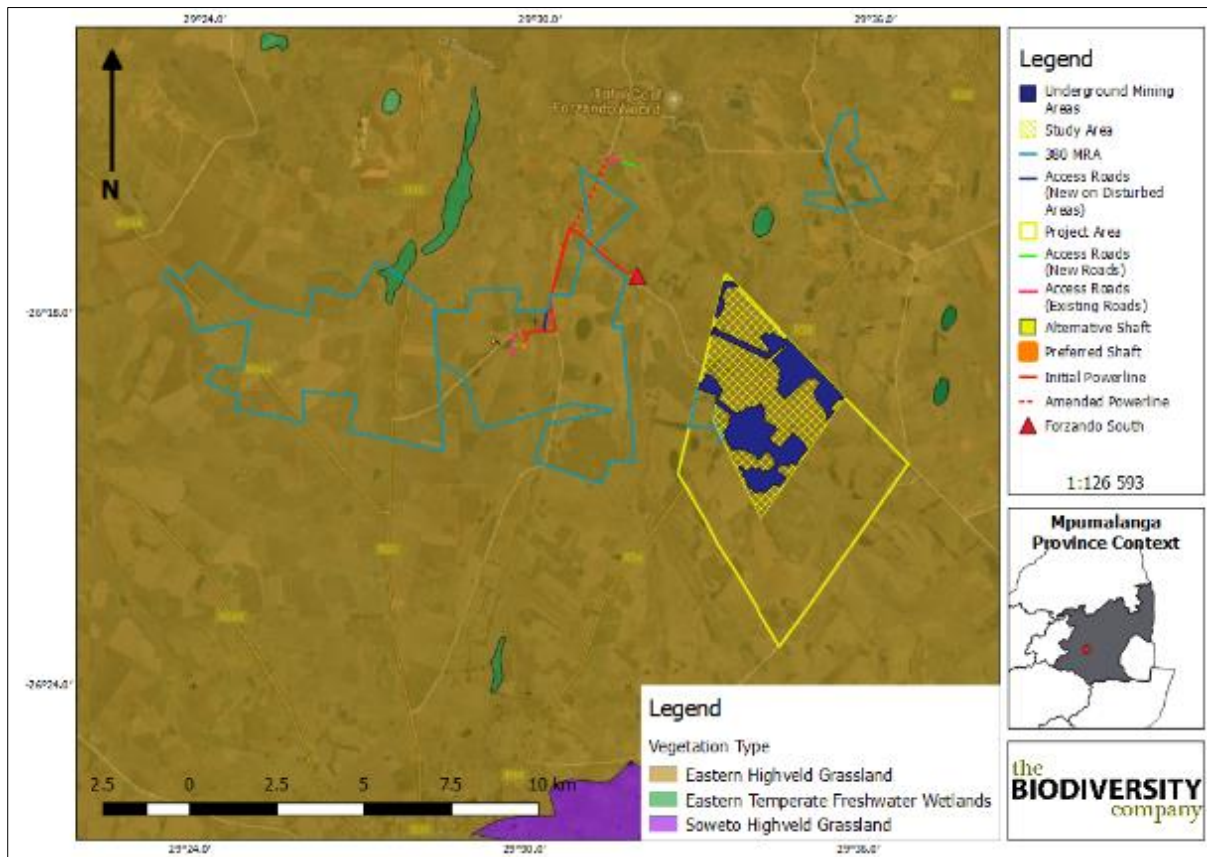 29°24.0'
29°30.0'
29°36.0'
Total Coal
Forzando North
N
-26°18.0'
-26°24.0'
2.5 0 2.5 5 7.5 10 km
29°24.0'
29°30.0'
29°36.0'
Legend
Underground Mining
Areas
Study Area
380 MRA
Access Roads
(New on Disturbed
Areas)
Project Area
Access Roads
(New Roads)
Access Roads
(Existing Roads)
Alternative Shaft
Preferred Shaft
Initial Powerline
Amended Powerline
Forzando South
1:126 593
Mpumalanga
Province Context
Legend
Vegetation Type
Eastern Highveld Grassland
Eastern Temperate Freshwater Wetlands
Soweto Highveld Grassland
the
BIODIVERSITY
company